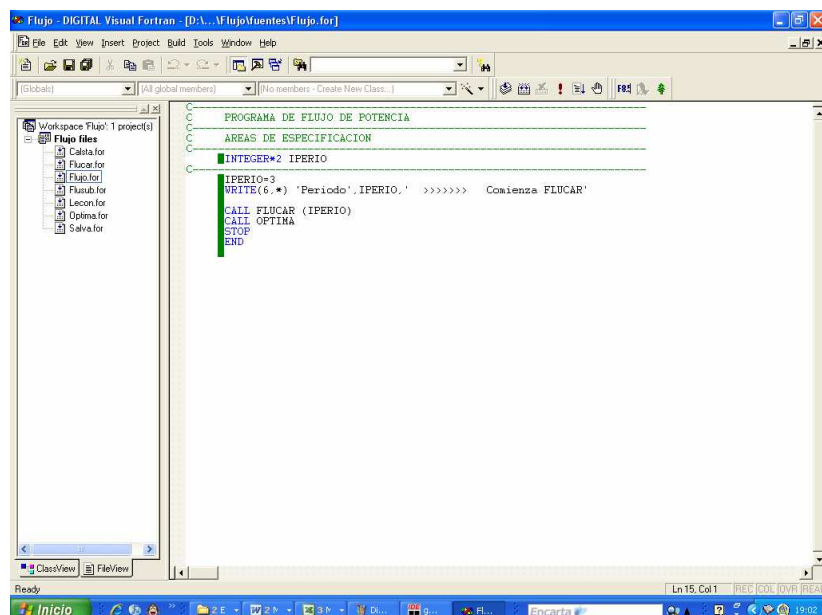 Flujo - DIGITAL Visual Fortran - [D:\...\Flujo\fuentes\Flujo.for]
File Edit View Insert Project Build Tools Window Help
(Globals) [All global members] [No members - Create New Class...]
Workspace 'Flujo': 1 project(s)
Flujo files
Calsta.for
Flucar.for
Flujo.for
Flusub.for
Lecon.for
Optima.for
Salva.for
C
C PROGRAMA DE FLUJO DE POTENCIA
C
C AREAS DE ESPECIFICACION
C
INTEGER*2 IPERIO
C
IPERIO=3
WRITE(6,*) 'Periodo',IPERIO,' >>>>>>> Comienza FLUCAR'
CALL FLUCAR (IPERIO)
CALL OPTIMA
STOP
END
ClassView FileView
Ready Ln 15, Col 1 REC COL OVR READ
Inicio 2 E 3 Di... g... Fl... Encarta 19:02